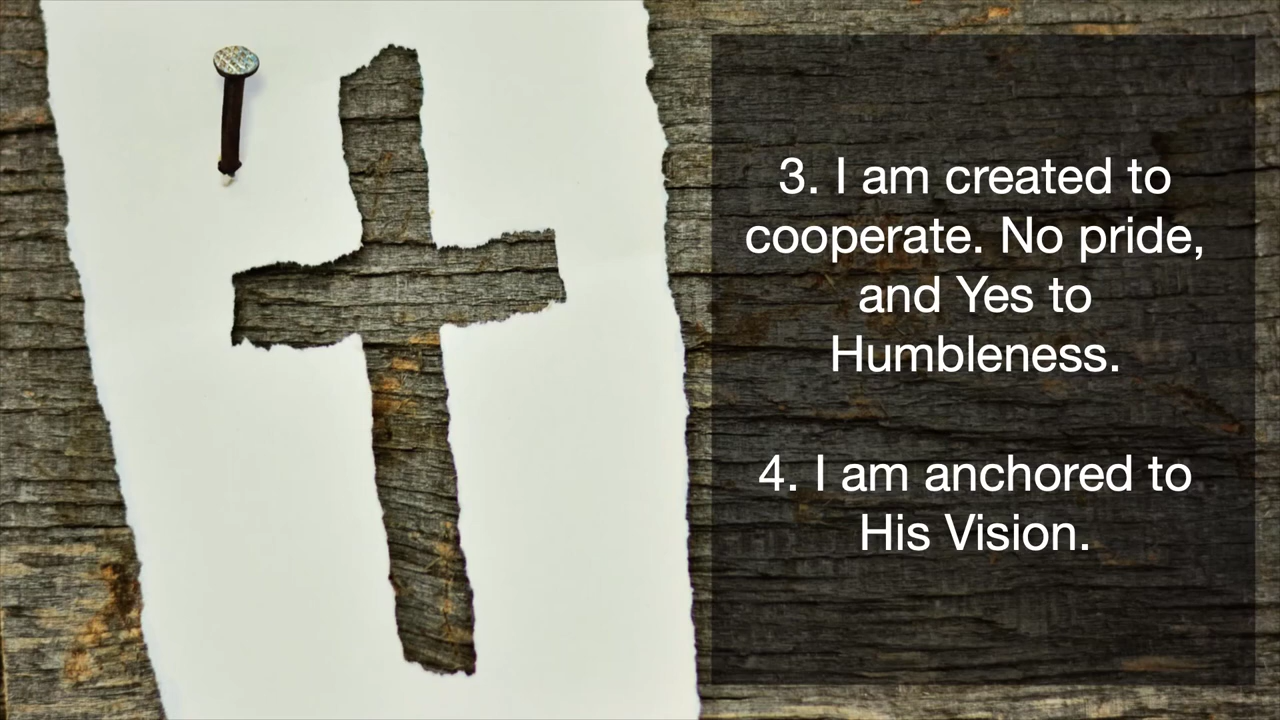 3. I am created to
cooperate. No pride,
and Yes to
Humbleness.
4. I am anchored to
His Vision.